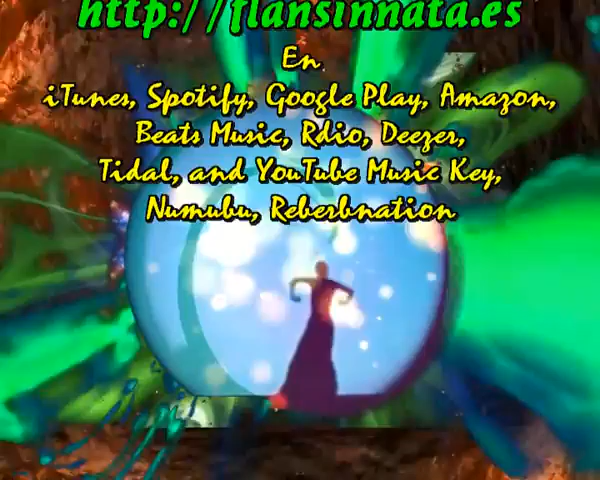 http://flansinnata.es
En
iTunes, Spotify, Google Play, Amazon,
Beats Music, Rdio, Deezer,
Tidal, and YouTube Music Key,
Numubu, Reberbnation